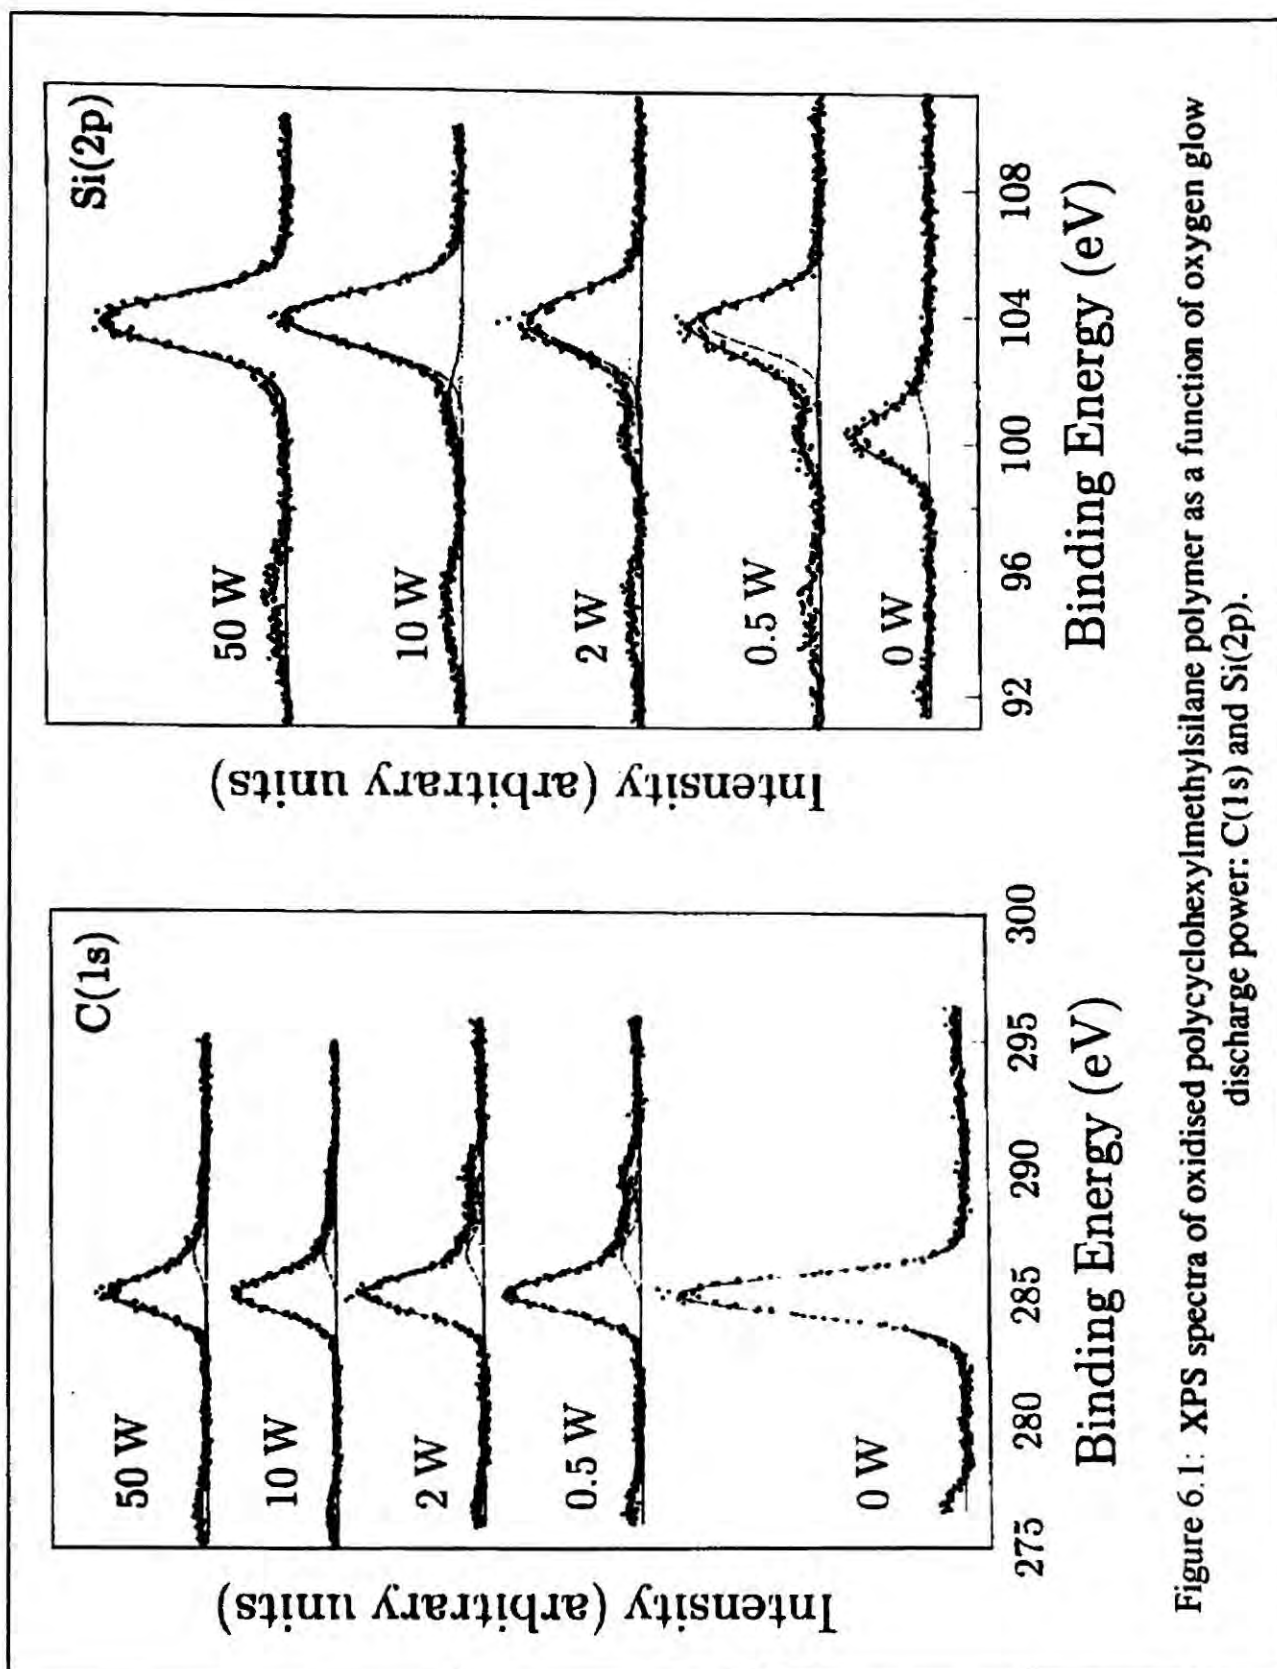 C(1s)
50 W
10 W
2 W
0.5 W
0 W
275
280
285
290
295
300
Binding Energy (eV)
Intensity (arbitrary units)
Si(2p)
50 W
10 W
2 W
0.5 W
0 W
92
96
100
104
108
Binding Energy (eV)
Intensity (arbitrary units)
Figure 6.1: XPS spectra of oxidised polycyclohexylmethylsilane polymer as a function of oxygen glow
discharge power: C(1s) and Si(2p).